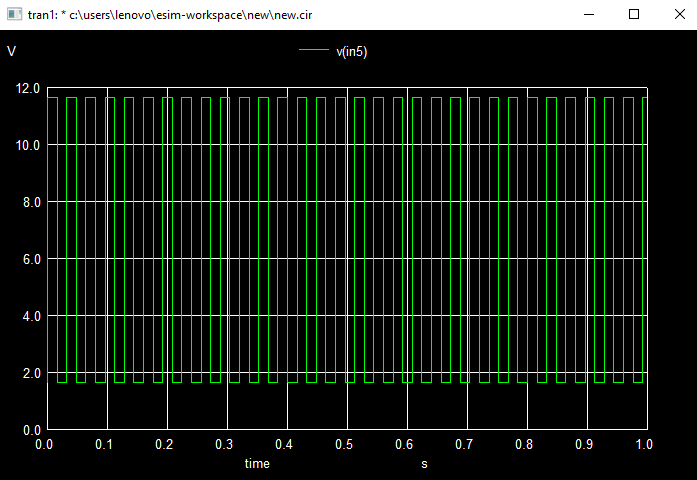 tran1: * c:\users\lenovo\esim-workspace\new\new.cir
V
v(in5)
12.0
10.0
8.0
6.0
4.0
2.0
0.0
0.0 0.1 0.2 0.3 0.4 0.5 0.6 0.7 0.8 0.9 1.0
time s